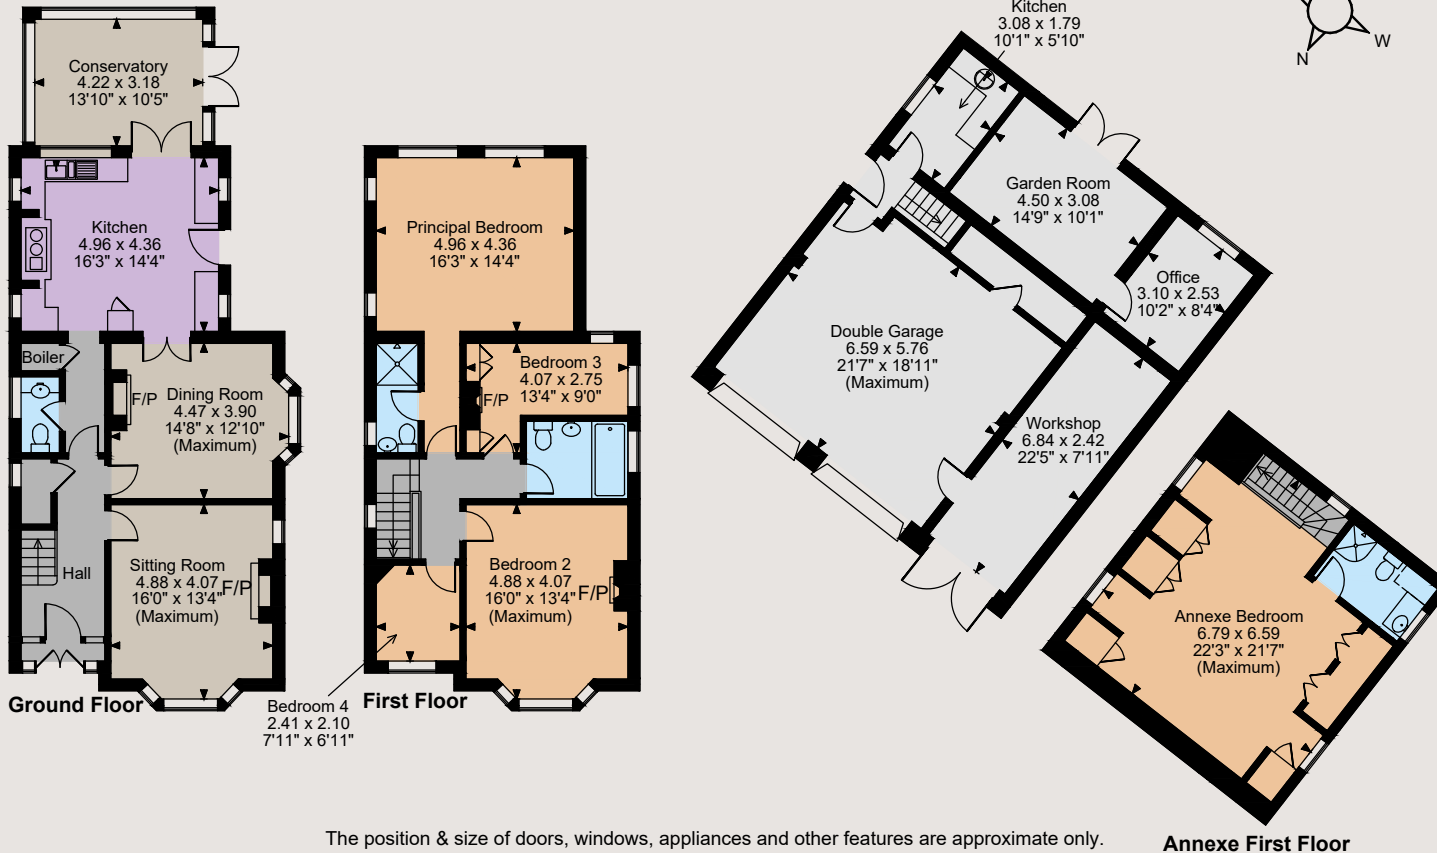 Conservatory
4.22 x 3.18
13'10" x 10'5"
Kitchen
4.96 x 4.36
16'3" x 14'4"
Boiler
F/P
Dining Room
4.47 x 3.90
14'8" x 12'10"
(Maximum)
Sitting Room
4.88 x 4.07
16'0" x 13'4"
(Maximum)
F/P
Hall
Ground Floor
Principal Bedroom
4.96 x 4.36
16'3" x 14'4"
Bedroom 3
4.07 x 2.75
13'4" x 9'0"
F/P
Bedroom 2
4.88 x 4.07
16'0" x 13'4"
(Maximum)
F/P
Bedroom 4
2.41 x 2.10
7'11" x 6'11"
First Floor
Kitchen
3.08 x 1.79
10'1" x 5'10"
N
W
Garden Room
4.50 x 3.08
14'9" x 10'1"
Office
3.10 x 2.53
10'2" x 8'4"
Double Garage
6.59 x 5.76
21'7" x 18'11"
(Maximum)
Workshop
6.84 x 2.42
22'5" x 7'11"
Annexe Bedroom
6.79 x 6.59
22'3" x 21'7"
(Maximum)
Annexe First Floor
The position & size of doors, windows, appliances and other features are approximate only.